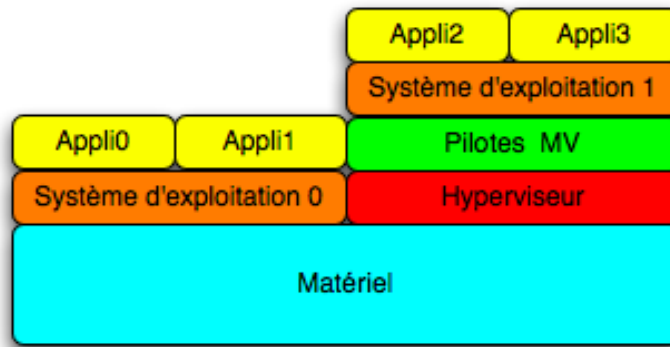 Appli2 Appli3
Système d'exploitation 1
Appli0 Appli1 Pilotes MV
Système d'exploitation 0 Hyperviseur
Matériel